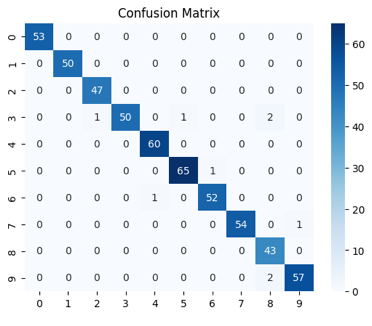 Confusion Matrix
0 53 0 0 0 0 0 0 0 0 0
1 0 50 0 0 0 0 0 0 0 0
2 0 0 47 0 0 0 0 0 0 0
3 0 0 1 50 0 1 0 0 2 0
4 0 0 0 0 60 0 0 0 0 0
5 0 0 0 0 0 65 1 0 0 0
6 0 0 0 0 1 0 52 0 0 0
7 0 0 0 0 0 0 0 54 0 1
8 0 0 0 0 0 0 0 0 43 0
9 0 0 0 0 0 0 0 0 2 57
0 1 2 3 4 5 6 7 8 9
60
50
40
30
20
10
0